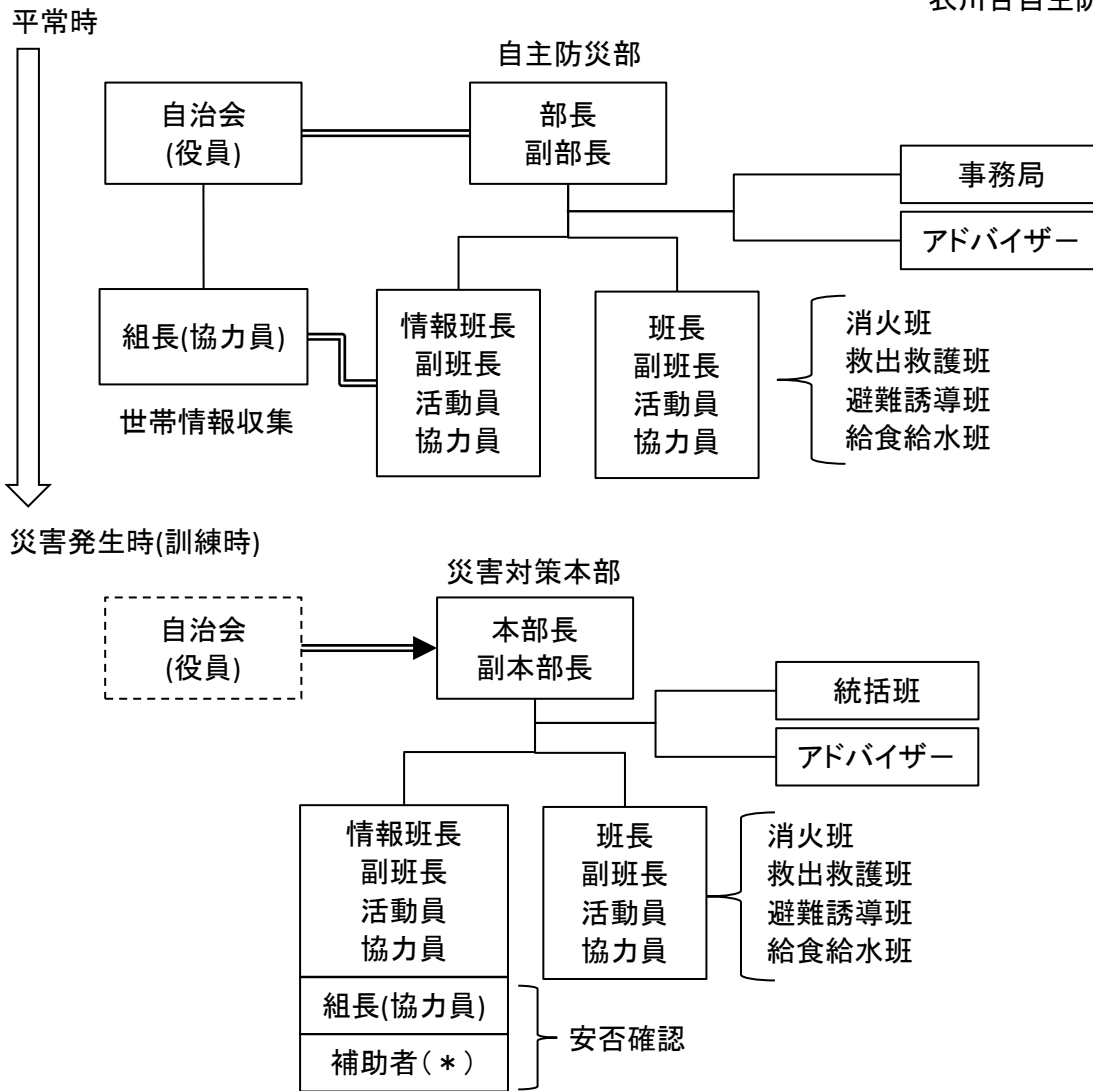 衣川台自主防
平常時
自主防災部
自治会
(役員)
部長
副部長
事務局
アドバイザー
組長(協力員)
世帯情報収集
情報班長
副班長
活動員
協力員
班長
副班長
活動員
協力員
消火班
救出救護班
避難誘導班
給食給水班
災害発生時(訓練時)
災害対策本部
自治会
(役員)
本部長
副本部長
統括班
アドバイザー
情報班長
副班長
活動員
協力員
組長(協力員)
補助者(＊)
安否確認
班長
副班長
活動員
協力員
消火班
救出救護班
避難誘導班
給食給水班